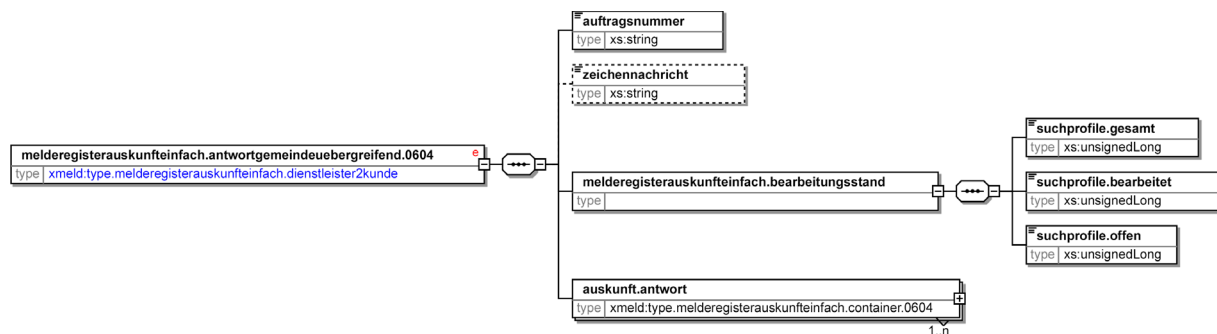 auftragsnummer
type xs:string
zeichennachricht
type xs:string
melderegisterauskunfteinfach.antwortgemeindeuebergreifend.0604 e
type xmeld:type.melderegisterauskunfteinfach.dienstleister2kunde
melderegisterauskunfteinfach.bearbeitungsstand
type
suchprofile.gesamt
type xs:unsignedLong
suchprofile.bearbeitet
type xs:unsignedLong
suchprofile.offen
type xs:unsignedLong
auskunft.antwort
type xmeld:type.melderegisterauskunfteinfach.container.0604
1..n